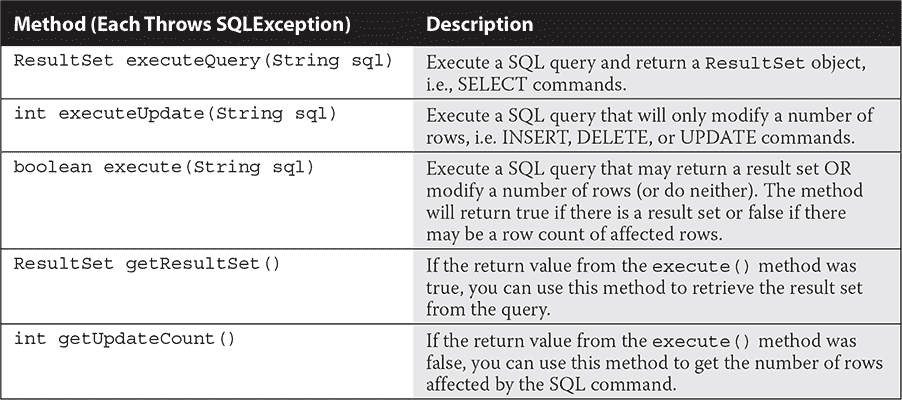 Method (Each Throws SQLException) Description
ResultSet executeQuery(String sql)
Execute a SQL query and return a ResultSet object,
i.e., SELECT commands.
int executeUpdate(String sql)
Execute a SQL query that will only modify a number of
rows, i.e. INSERT, DELETE, or UPDATE commands.
boolean execute(String sql)
Execute a SQL query that may return a result set OR
modify a number of rows (or do neither). The method
will return true if there is a result set or false if there
may be a row count of affected rows.
ResultSet getResultSet()
If the return value from the execute() method was
true, you can use this method to retrieve the result set
from the query.
int getUpdateCount()
If the return value from the execute() method was
false, you can use this method to get the number of rows
affected by the SQL command.